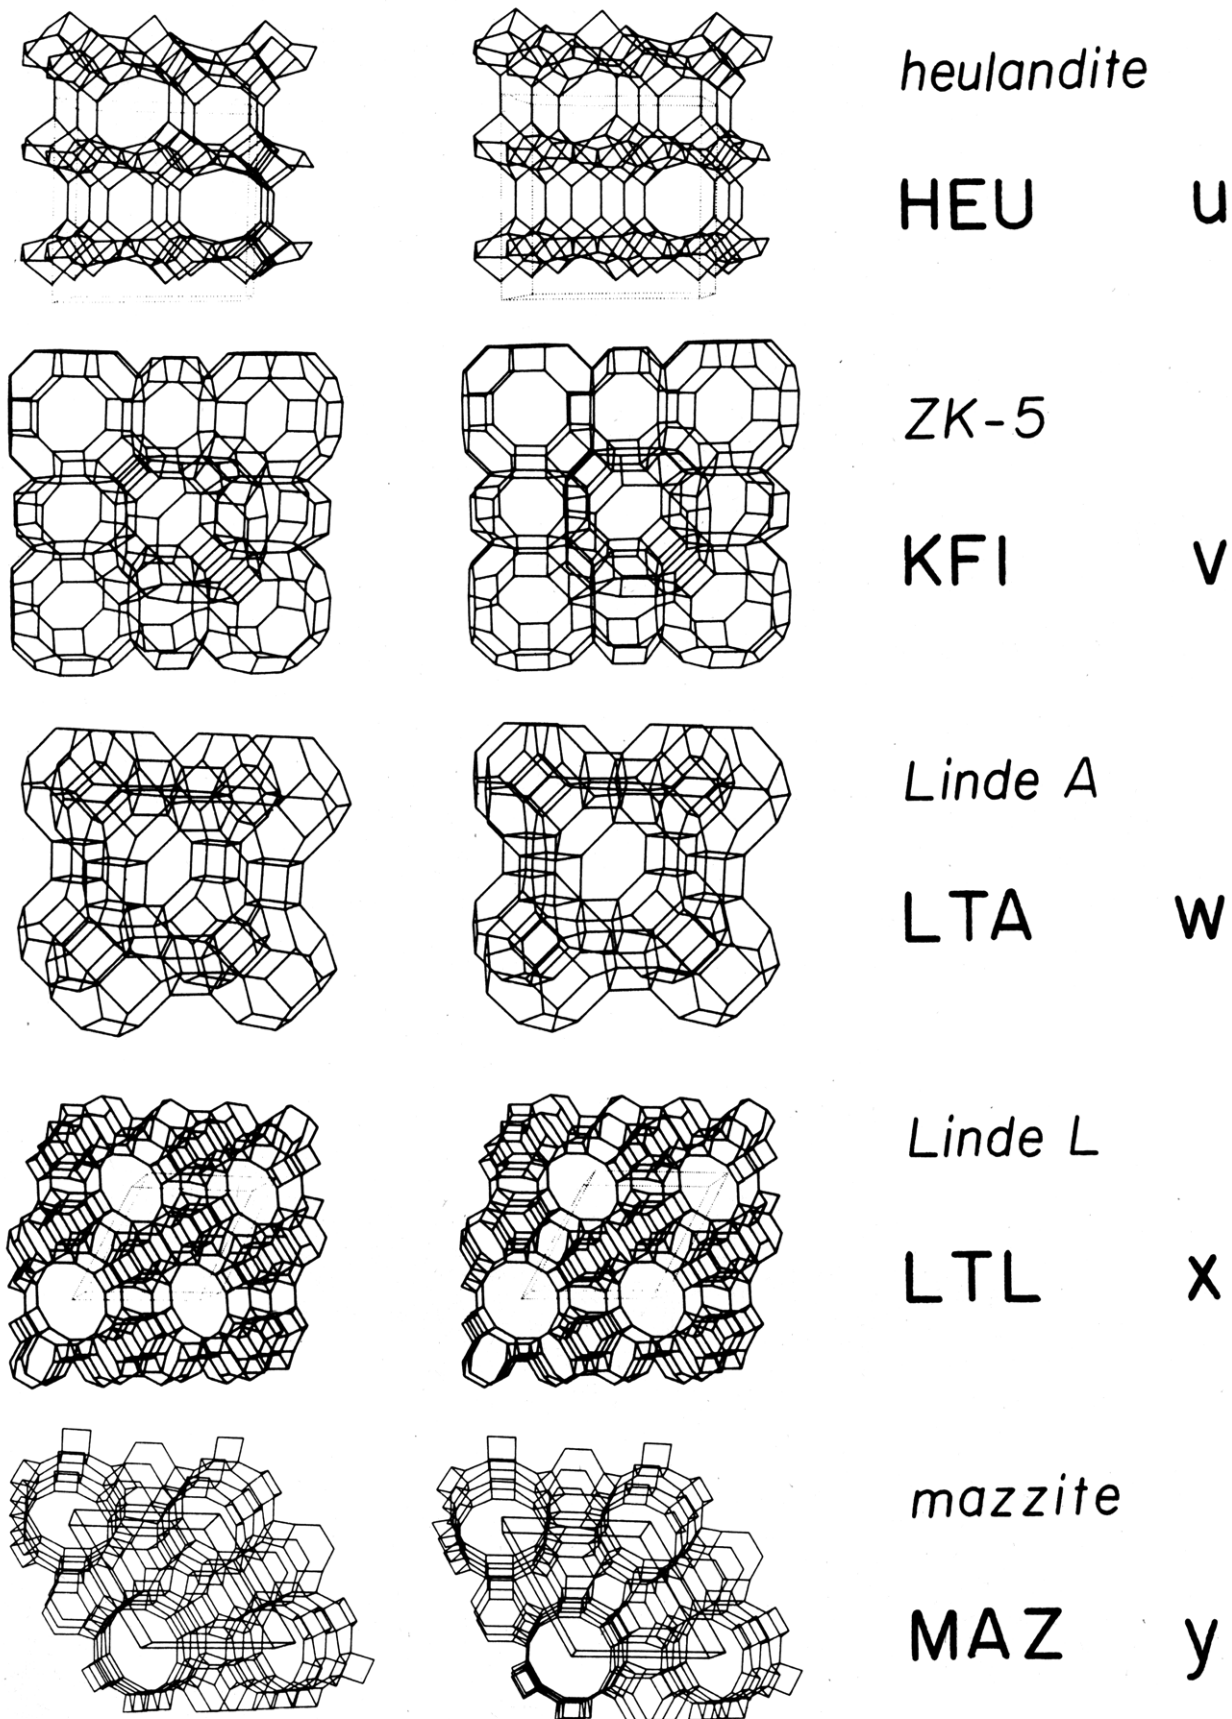 heulandite
HEU u
ZK-5
KFI v
Linde A
LTA w
Linde L
LTL x
mazzite
MAZ y